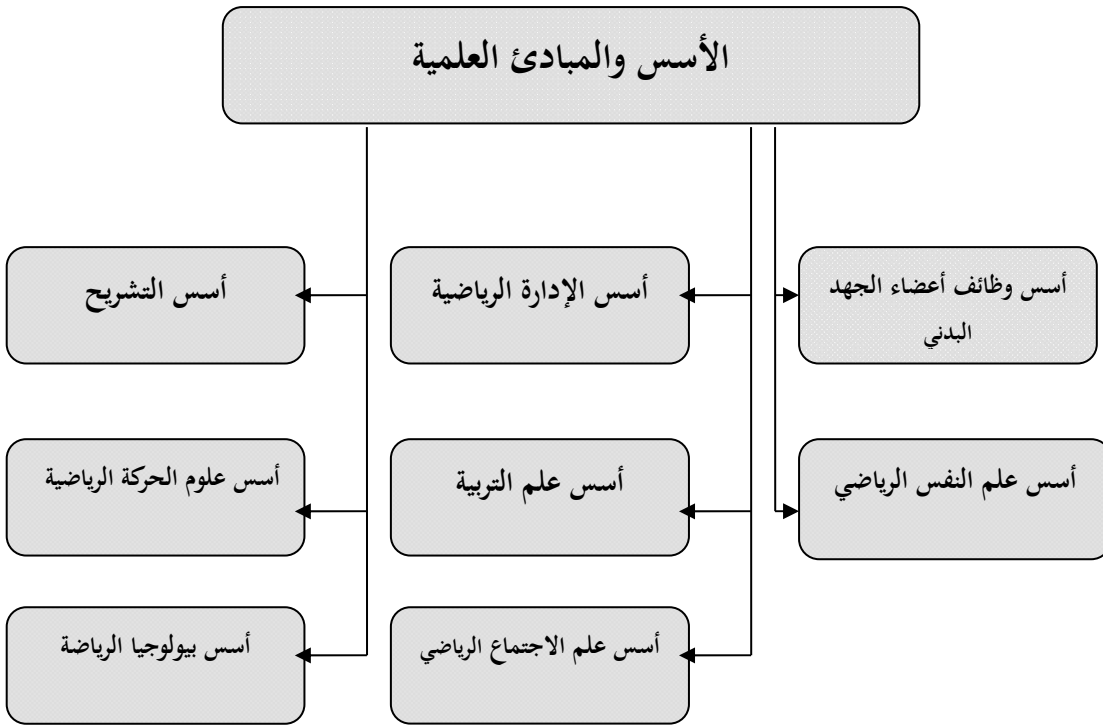 الأسس والمبادئ العلمية
أسس وظائف أعضاء الجهد
البدني
أسس الإدارة الرياضية
أسس التشريح
أسس علم النفس الرياضي
أسس علم التربية
أسس علوم الحركة الرياضية
أسس علم الاجتماع الرياضي
أسس بيولوجيا الرياضة